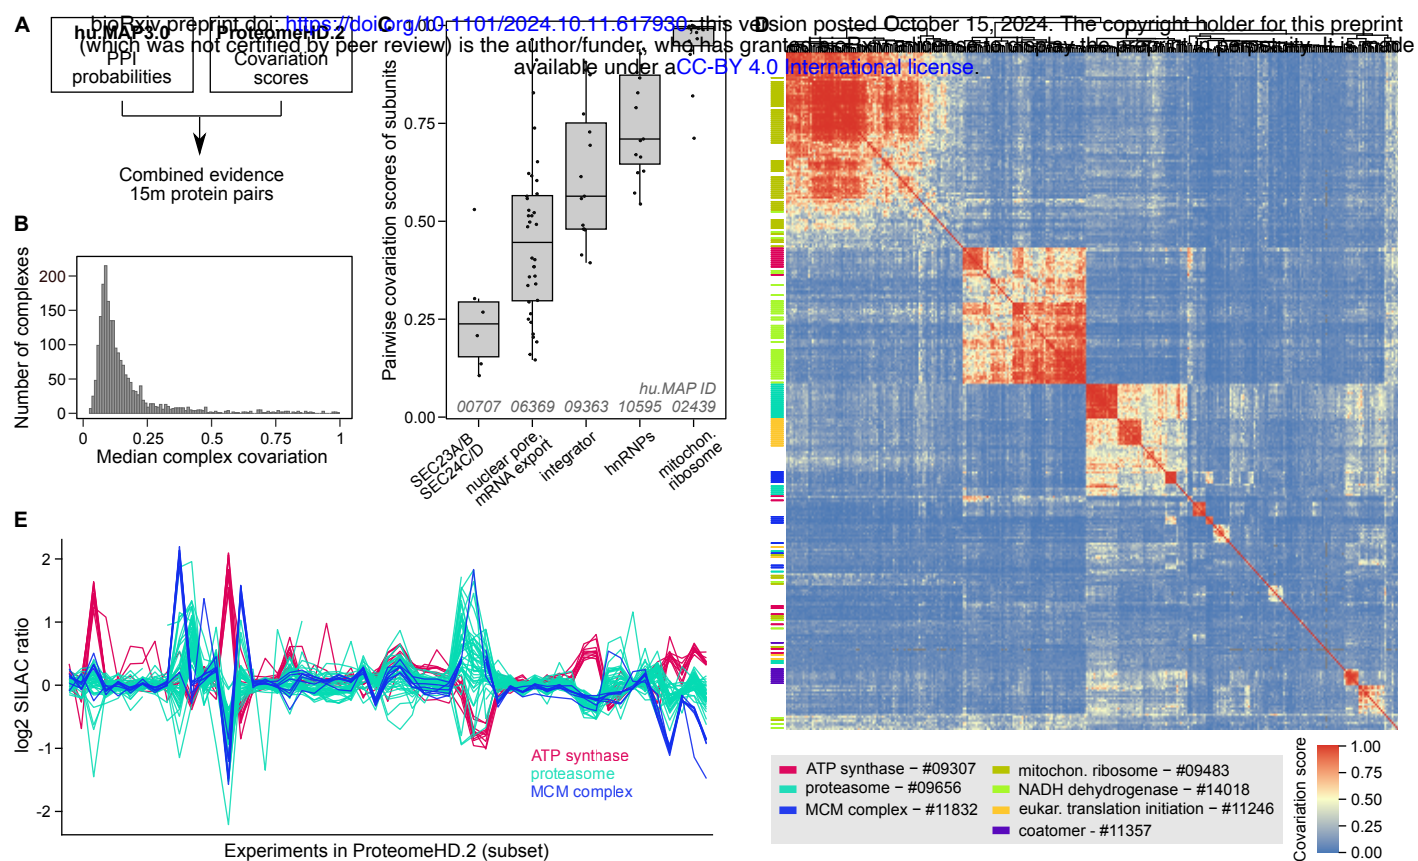 bioRxiv preprint doi: https://doi.org/10.1101/2024.10.11.617930; this version posted October 15, 2024. The copyright holder for this preprint
(which was not certified by peer review) is the author/funder, who has granted bioRxiv a license to display the preprint in perpetuity. It is made
available under aCC-BY 4.0 International license.
A
hu.MAP3.0
PPI
probabilities
ProteomeHD.2
Covariation
scores
Combined evidence
15m protein pairs
B
Number of complexes
200
150
100
50
0
0
0.25
0.5
0.75
1
Median complex covariation
C
Pairwise covariation scores of subunits
1.00
0.75
0.50
0.25
0.00
hu.MAP ID
00707
06369
09363
10595
02439
SEC23A/B
SEC24C/D
nuclear pore,
mRNA export
integrator
hnRNPs
mitochon.
ribosome
D
ATP synthase − #09307
proteasome − #09656
MCM complex − #11832
mitochon. ribosome − #09483
NADH dehydrogenase − #14018
eukar. translation initiation − #11246
coatomer - #11357
Covariation score
1.00
0.75
0.50
0.25
0.00
E
log2 SILAC ratio
2
1
0
-1
-2
ATP synthase
proteasome
MCM complex
Experiments in ProteomeHD.2 (subset)